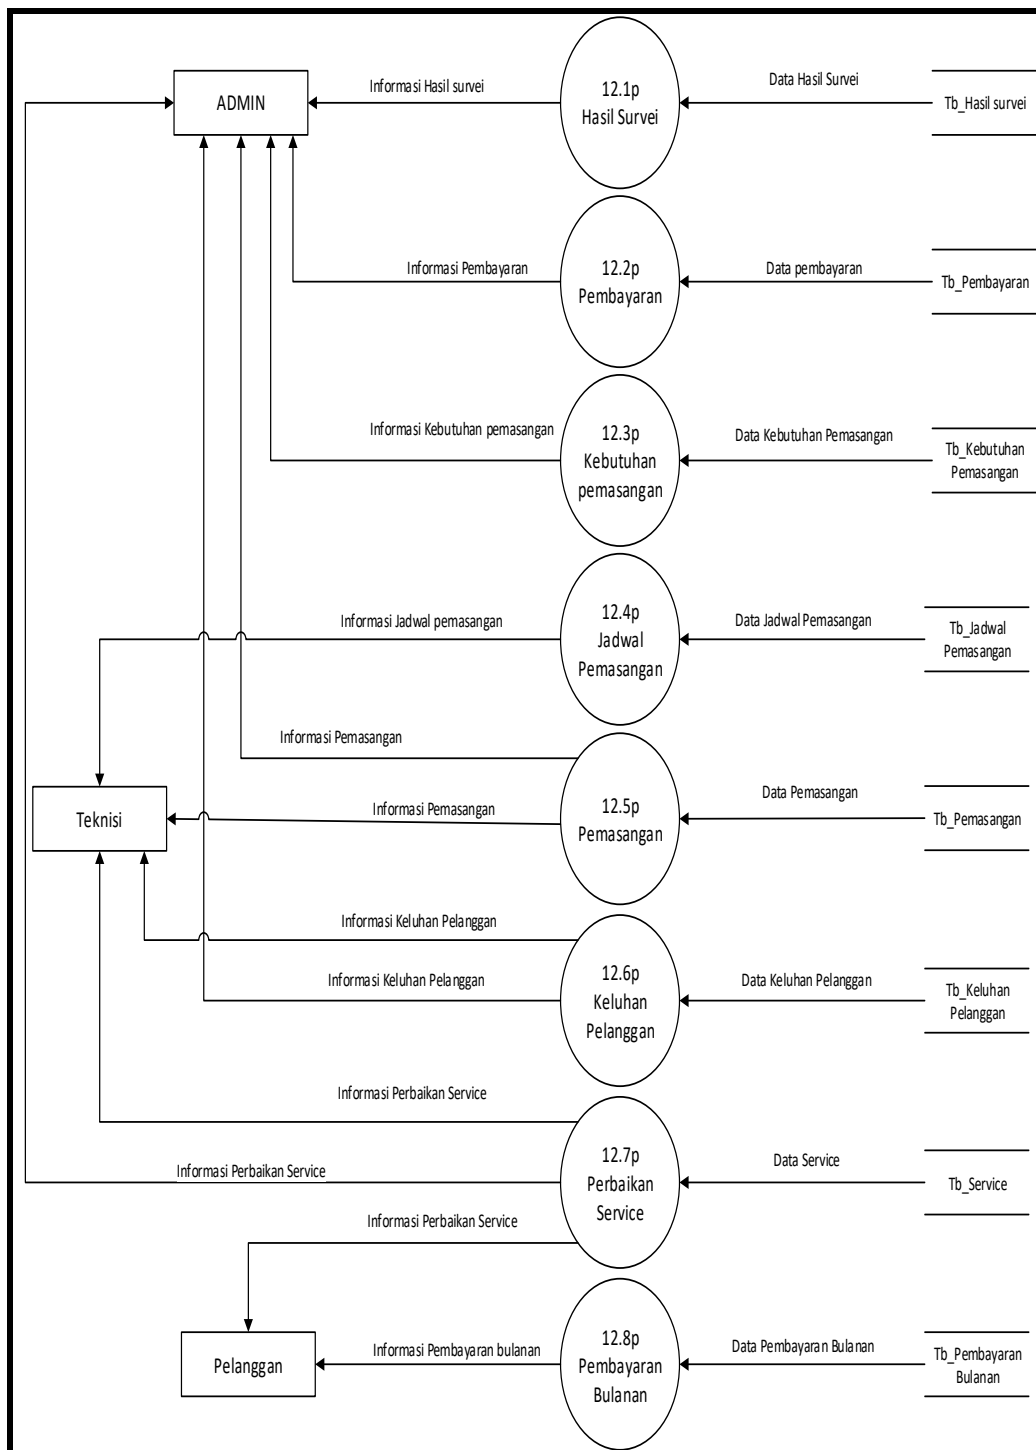 ADMIN
Informasi Hasil survei
12.1p
Hasil Survei
Data Hasil Survei
Tb_Hasil survei
Informasi Pembayaran
12.2p
Pembayaran
Data pembayaran
Tb_Pembayaran
Informasi Kebutuhan pemasangan
12.3p
Kebutuhan
pemasangan
Data Kebutuhan Pemasangan
Tb_Kebutuhan
Pemasangan
Informasi Jadwal pemasangan
12.4p
Jadwal
Pemasangan
Data Jadwal Pemasangan
Tb_Jadwal
Pemasangan
Informasi Pemasangan
Teknisi
Informasi Pemasangan
12.5p
Pemasangan
Data Pemasangan
Tb_Pemasangan
Informasi Keluhan Pelanggan
Informasi Keluhan Pelanggan
12.6p
Keluhan
Pelanggan
Data Keluhan Pelanggan
Tb_Keluhan
Pelanggan
Informasi Perbaikan Service
Informasi Perbaikan Service
12.7p
Perbaikan
Service
Data Service
Tb_Service
Informasi Perbaikan Service
Pelanggan
Informasi Pembayaran bulanan
12.8p
Pembayaran
Bulanan
Data Pembayaran Bulanan
Tb_Pembayaran
Bulanan